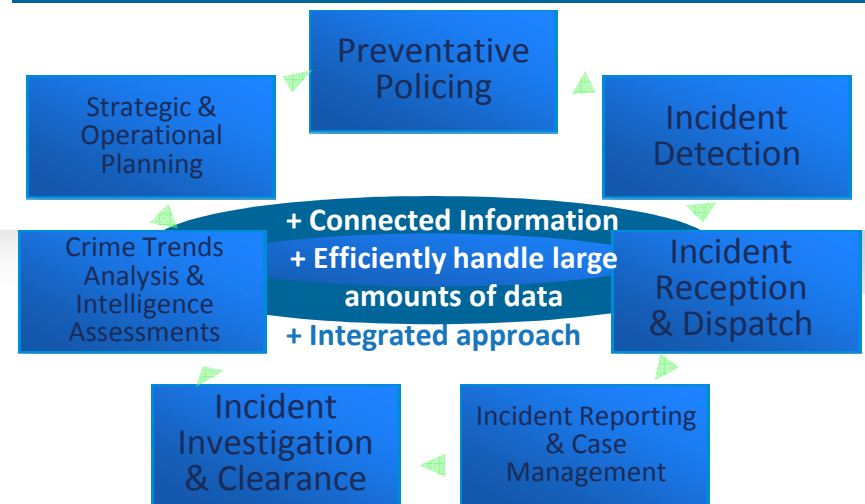 Preventative
Policing
Strategic &
Operational
Planning
Incident
Detection
+ Connected Information
+ Efficiently handle large
amounts of data
+ Integrated approach
Crime Trends
Analysis &
Intelligence
Assessments
Incident
Reception
& Dispatch
Incident
Investigation
& Clearance
Incident Reporting
& Case
Management